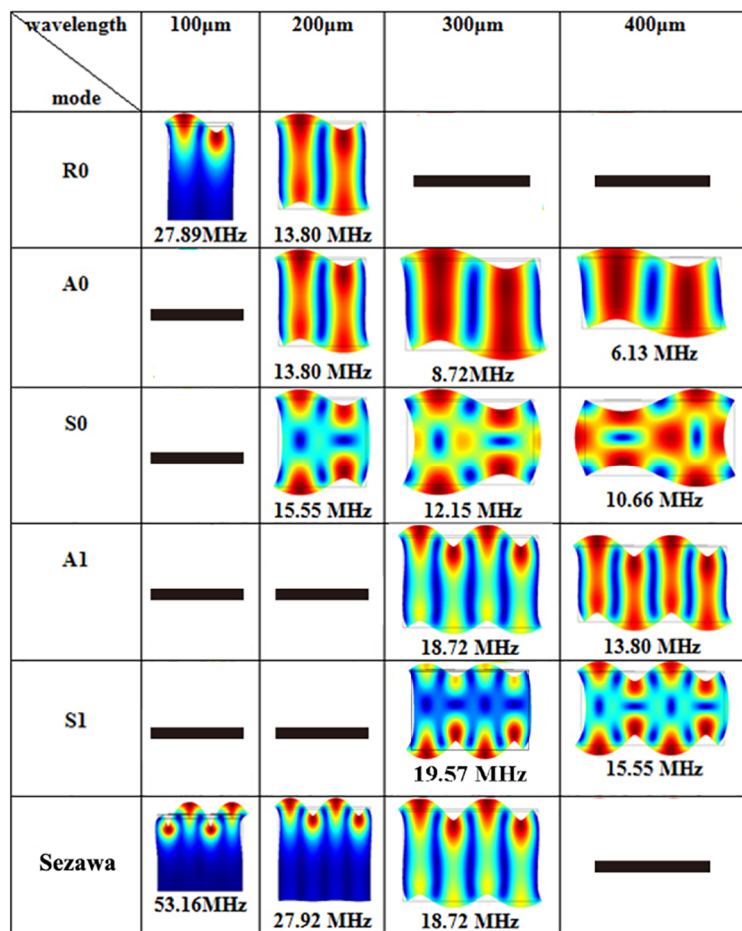 wavelength
mode
100μm
200μm
300μm
400μm
R0
27.89MHz
13.80 MHz
A0
13.80 MHz
8.72MHz
6.13 MHz
S0
15.55 MHz
12.15 MHz
10.66 MHz
A1
18.72 MHz
13.80 MHz
S1
19.57 MHz
15.55 MHz
Sezawa
53.16MHz
27.92 MHz
18.72 MHz